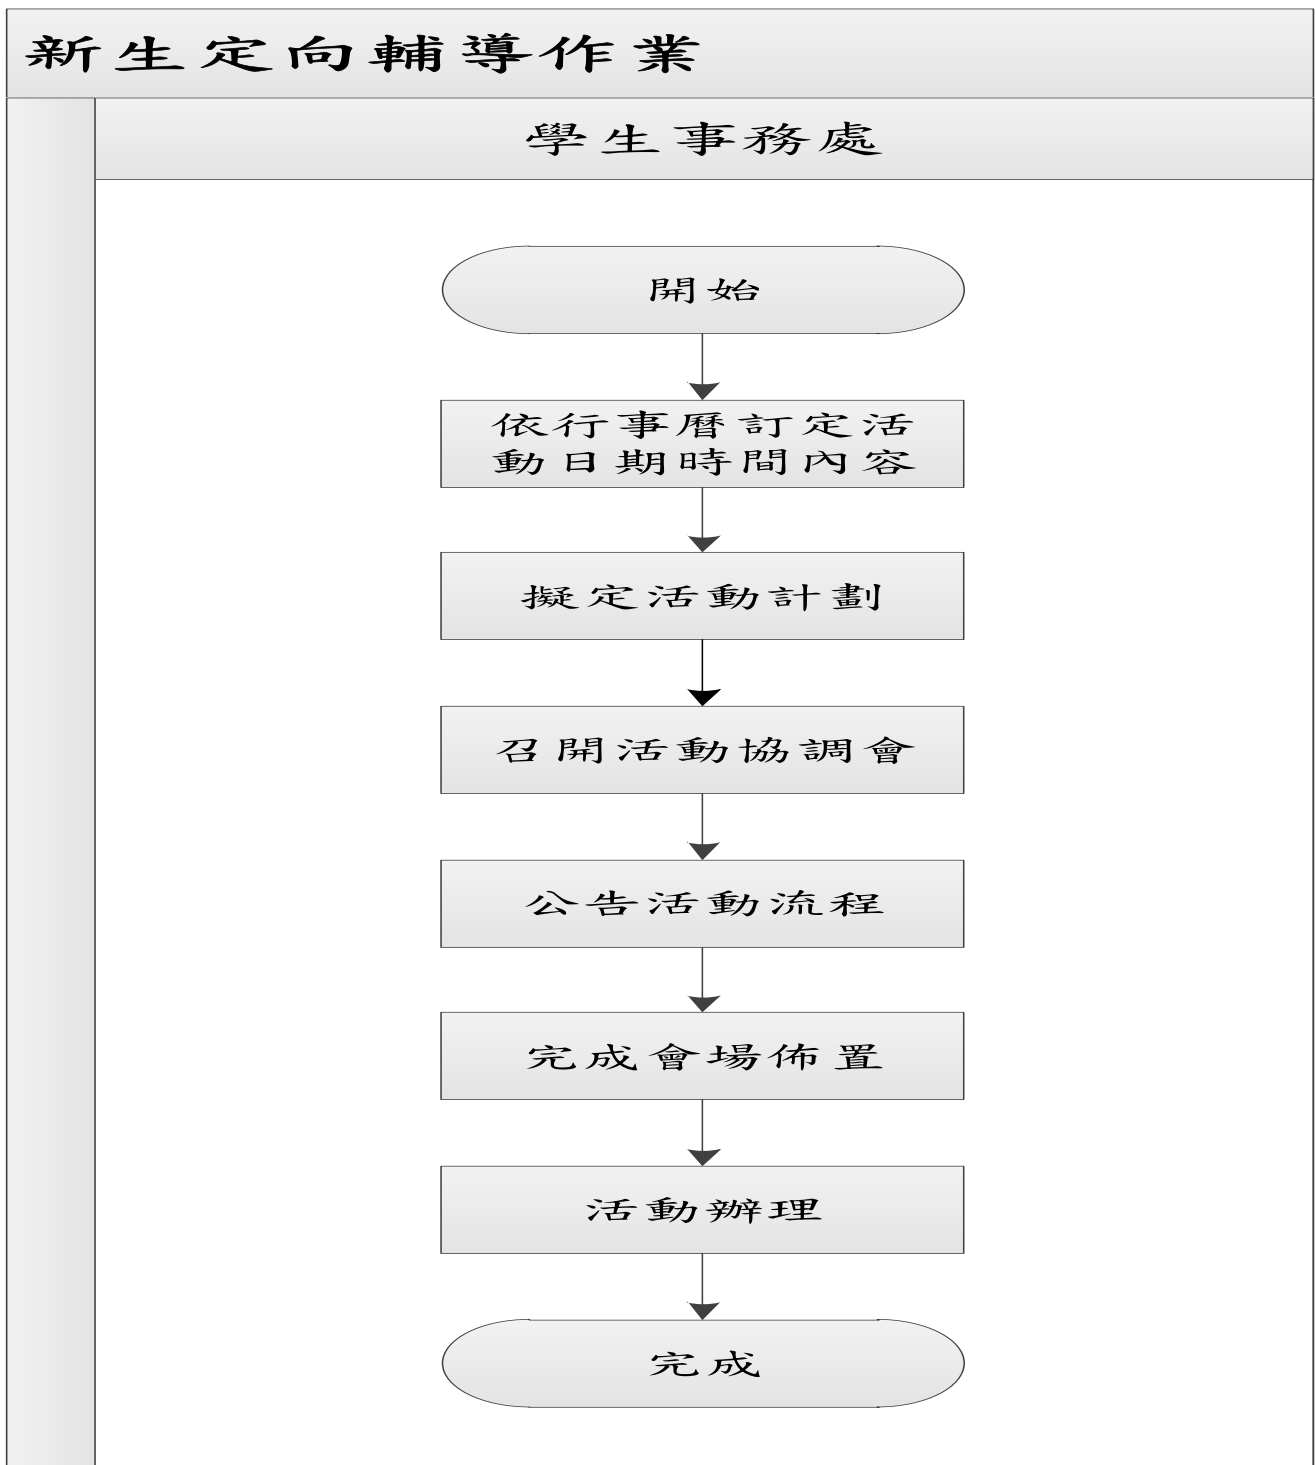 新生定向輔導作業
學生事務處
開始
依行事曆訂定活
動日期時間內容
擬定活動計劃
召開活動協調會
公告活動流程
完成會場佈置
活動辦理
完成